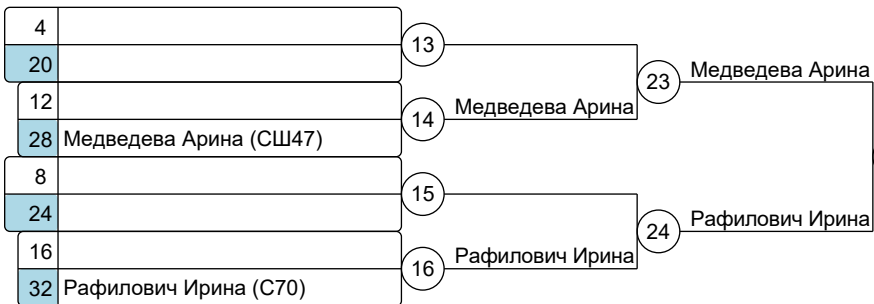 4
13
20
23 Медведева Арина
12
14 Медведева Арина
28 Медведева Арина (СШ47)
8
15
24
24 Рафилович Ирина
16
16 Рафилович Ирина
32 Рафилович Ирина (С70)